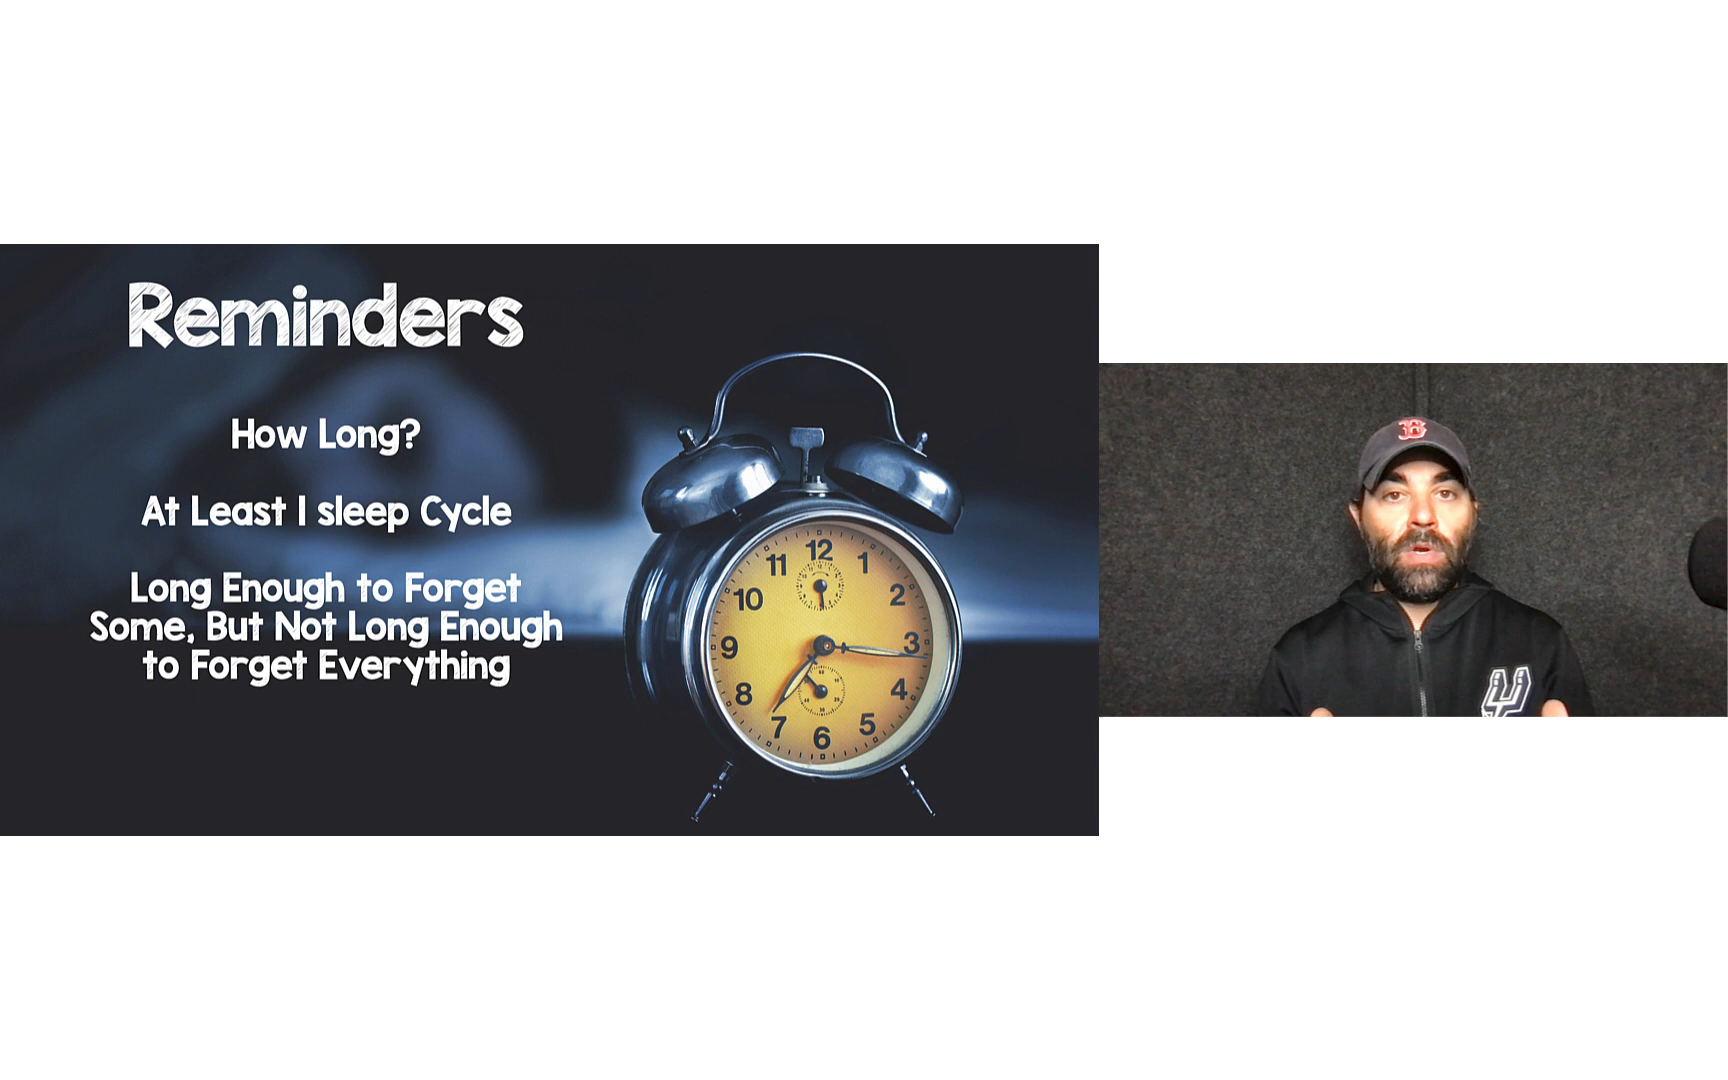 Reminders
How Long?
At Least 1 sleep Cycle
Long Enough to Forget
Some, But Not Long Enough
to Forget Everything
12
11
1
10
2
9
3
8
4
7
5
6
B